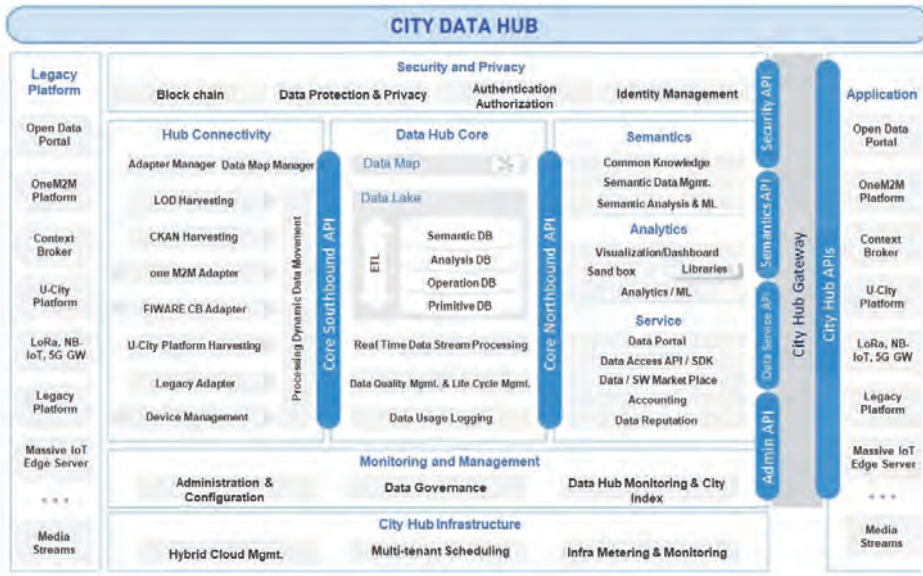 CITY DATA HUB
Legacy
Platform
Open Data
Portal
OneM2M
Platform
Context
Broker
U-City
Platform
LoRa, NB-
IoT, 5G GW
Legacy
Platform
Massive IoT
Edge Server
...
Media
Streams
Security and Privacy
Block chain
Data Protection & Privacy
Authentication
Authorization
Identity Management
Hub Connectivity
Adapter Manager
Data Map Manager
LOD Harvesting
CKAN Harvesting
one M2M Adapter
FIWARE CB Adapter
U-City Platform Harvesting
Legacy Adapter
Device Management
Processing Dynamic Data Movement
Core Southbound API
Data Hub Core
Data Map
Data Lake
ETL
Semantic DB
Analysis DB
Operation DB
Primitive DB
Real Time Data Stream Processing
Data Quality Mgmt. & Life Cycle Mgmt.
Data Usage Logging
Core Northbound API
Semantics
Common Knowledge
Semantic Data Mgmt.
Semantic Analysis & ML
Analytics
Visualization/Dashboard
Sand box
Libraries
Analytics / ML
Service
Data Portal
Data Access API / SDK
Data / SW Market Place
Accounting
Data Reputation
Monitoring and Management
Administration &
Configuration
Data Governance
Data Hub Monitoring & City
Index
City Hub Infrastructure
Hybrid Cloud Mgmt.
Multi-tenant Scheduling
Infra Metering & Monitoring
Security API
Semantics API
Data Service API
Admin API
City Hub Gateway
City Hub APIs
Application
Open Data
Portal
OneM2M
Platform
Context
Broker
U-City
Platform
LoRa, NB-
IoT, 5G GW
Legacy
Platform
Massive IoT
Edge Server
...
Media
Streams